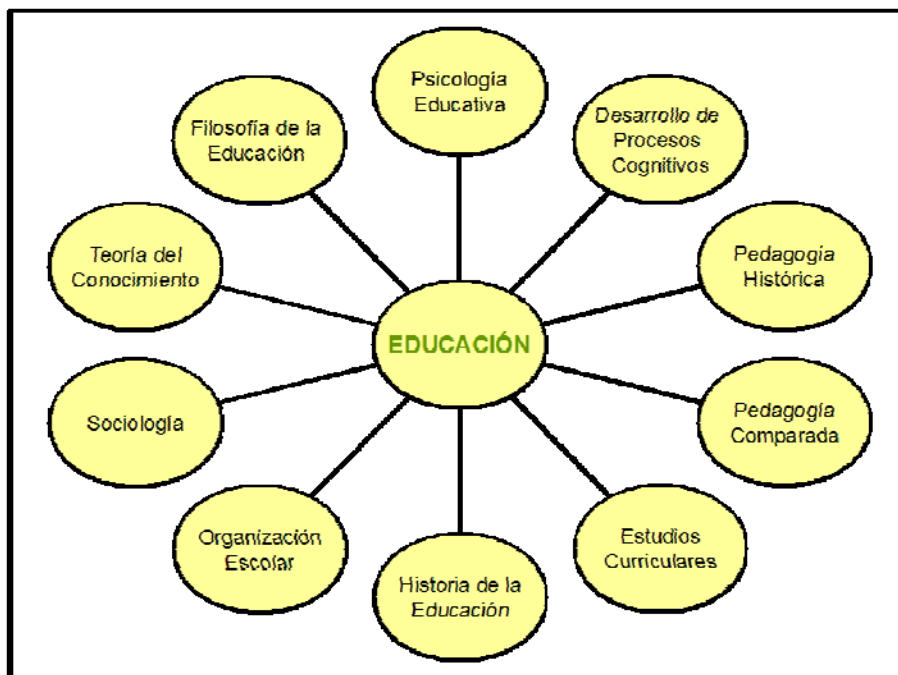 Psicología
Educativa
Desarrollo de
Procesos
Cognitivos
Pedagogía
Histórica
Pedagogía
Comparada
Estudios
Curriculares
Historia de la
Educación
Organización
Escolar
Sociología
Teoría del
Conocimiento
Filosofía de la
Educación
EDUCACIÓN